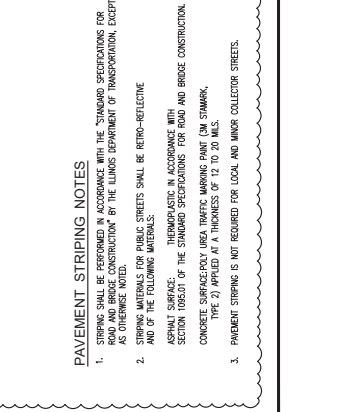 PAVEMENT STRIPING NOTES
1. STRIPING SHALL BE PERFORMED IN ACCORDANCE WITH THE "STANDARD SPECIFICATIONS FOR
ROAD AND BRIDGE CONSTRUCTION" BY THE ILLINOIS DEPARTMENT OF TRANSPORTATION, EXCEPT
AS OTHERWISE NOTED.
2. STRIPING MATERIALS FOR PUBLIC STREETS SHALL BE RETRO-REFLECTIVE
AND OF THE FOLLOWING MATERIALS:
ASPHALT SURFACE: THERMOPLASTIC IN ACCORDANCE WITH
SECTION 1095.01 OF THE STANDARD SPECIFICATIONS FOR ROAD AND BRIDGE CONSTRUCTION.
CONCRETE SURFACE:POLY UREA TRAFFIC MARKING PAINT (3M STAMARK,
TYPE 2) APPLIED AT A THICKNESS OF 12 TO 20 MILS.
3. PAVEMENT STRIPING IS NOT REQUIRED FOR LOCAL AND MINOR COLLECTOR STREETS.